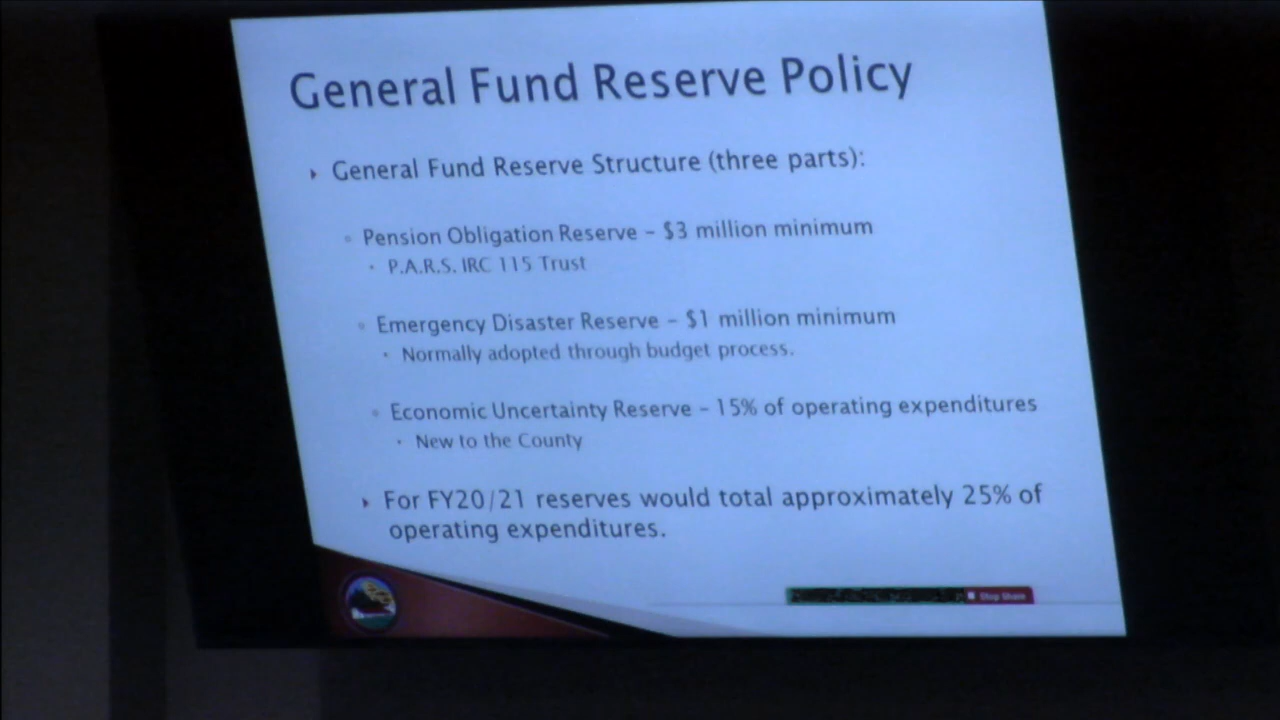 General Fund Reserve Policy
General Fund Reserve Structure (three parts):
Pension Obligation Reserve – $3 million minimum
P.A.R.S. IRC 115 Trust
Emergency Disaster Reserve – $1 million minimum
Normally adopted through budget process.
Economic Uncertainty Reserve – 15% of operating expenditures
New to the County
For FY20/21 reserves would total approximately 25% of
operating expenditures.
Stop Share